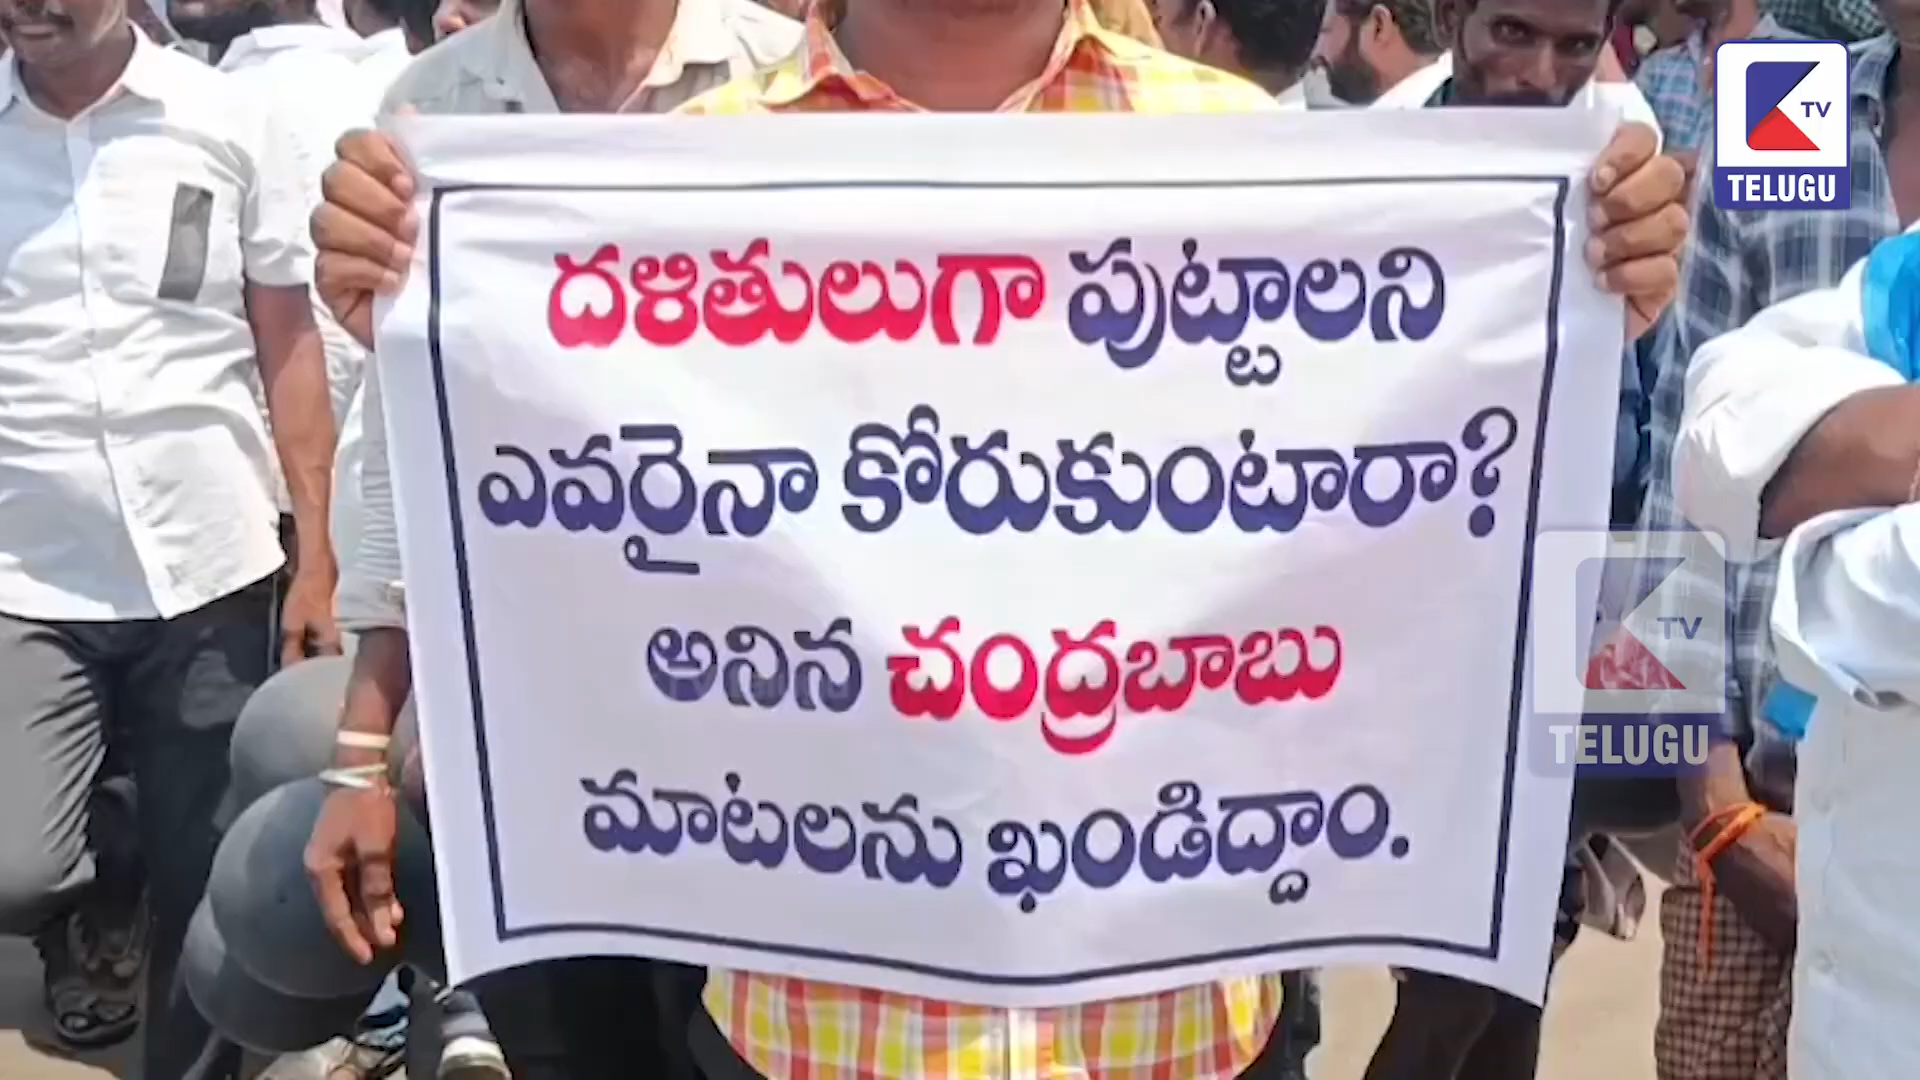 TV
TELUGU
దళితులుగా పుట్టాలని
ఎవరైనా కోరుకుంటారా?
అనిన చంద్రబాబు
మాటలను ఖండిద్దాం.
TV
TELUGU